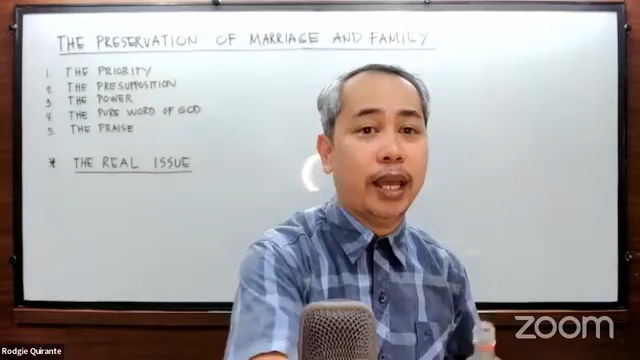 THE PRESERVATION OF MARRIAGE AND FAMILY
1. THE PRIORITY
2. THE PRESUPPOSITION
3. THE POWER
4. THE PURE WORD OF GOD
5. THE PRAISE
* THE REAL ISSUE
zoom
Rodgie Quirante